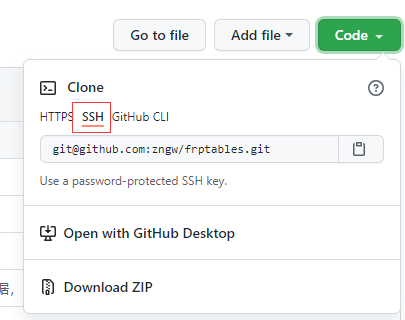 Go to file Add file Code
Clone
HTTPS SSH GitHub CLI
git@github.com:zngw/frptables.git
Use a password-protected SSH key.
Open with GitHub Desktop
Download ZIP
居,